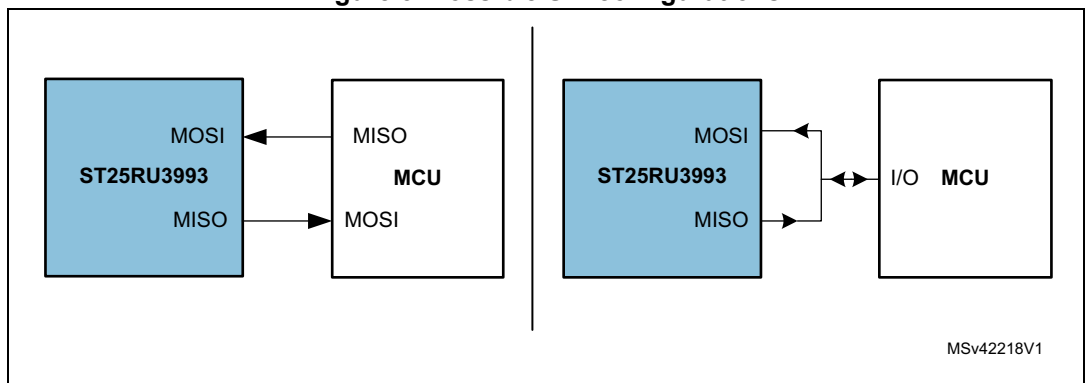 MOSI
MISO
ST25RU3993
MCU
MISO
MOSI
MOSI
ST25RU3993
I/O MCU
MISO
MSv42218V1